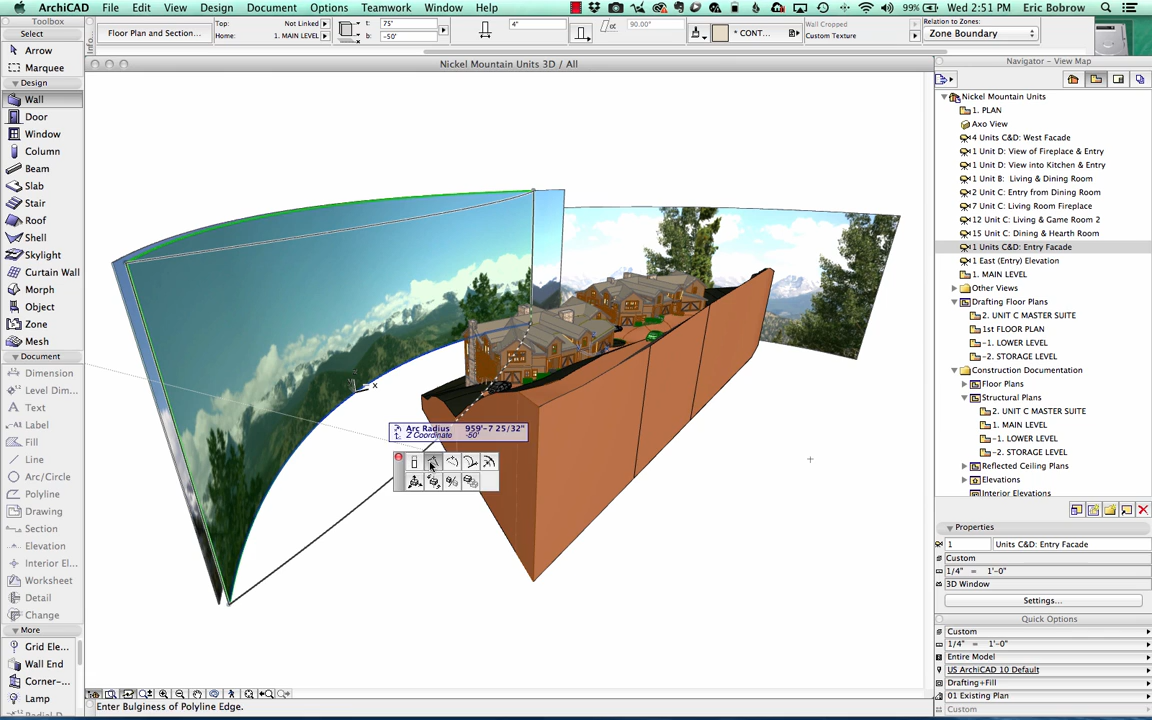 ArchiCAD File Edit View Design Document Options Teamwork Window Help
99% Wed 2:51 PM Eric Bobrow
Toolbox
Select
Arrow
Marquee
Design
Wall
Door
Window
Column
Beam
Slab
Stair
Roof
Shell
Skylight
Curtain Wall
Morph
Object
Zone
Mesh
Document
Dimension
Level Dim...
Text
Label
Fill
Line
Arc/Circle
Polyline
Drawing
Section
Elevation
Interior El...
Worksheet
Detail
Change
More
Grid Ele...
Wall End
Corner-...
Lamp
Floor Plan and Section...
Top: Not Linked
Home: 1. MAIN LEVEL
t: 75'
b: -50'
4"
90.00°
* CONT...
Wall Cropped
Custom Texture
Relation to Zones:
Zone Boundary
Nickel Mountain Units 3D / All
x
Arc Radius 959'-7 25/32"
Z Coordinate -50'
Enter Bulginess of Polyline Edge.
Navigator - View Map
Nickel Mountain Units
1. PLAN
Axo View
4 Units C&D: West Facade
1 Unit D: View of Fireplace & Entry
1 Unit D: View into Kitchen & Entry
1 Unit B: Living & Dining Room
2 Unit C: Entry from Dining Room
7 Unit C: Living Room Fireplace
12 Unit C: Living & Game Room 2
15 Unit C: Dining & Hearth Room
1 Units C&D: Entry Facade
1 East (Entry) Elevation
1. MAIN LEVEL
Other Views
Drafting Floor Plans
2. UNIT C MASTER SUITE
1st FLOOR PLAN
-1. LOWER LEVEL
-2. STORAGE LEVEL
Construction Documentation
Floor Plans
Structural Plans
2. UNIT C MASTER SUITE
1. MAIN LEVEL
-1. LOWER LEVEL
-2. STORAGE LEVEL
Reflected Ceiling Plans
Elevations
Interior Elevations
Properties
1 Units C&D: Entry Facade
Custom
1/4" = 1'-0"
3D Window
Settings...
Quick Options
Custom
1/4" = 1'-0"
Entire Model
US ArchiCAD 10 Default
Drafting+Fill
01 Existing Plan
Custom